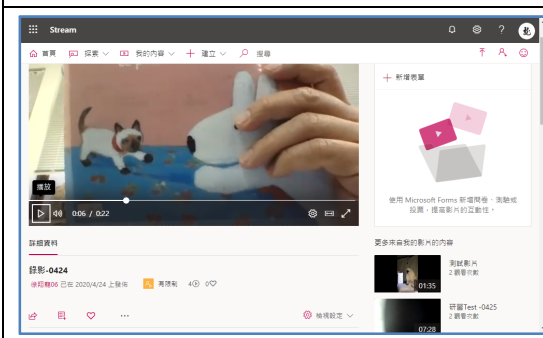 Stream
?
首頁 探索 我的內容 建立 搜尋
播放
0:06 / 0:22
新增表單
使用 Microsoft Forms 新增問卷、測驗或
投票，提高影片的互動性。
詳細資料
錄影-0424
06 已在 2020/4/24 上發佈 有限制 4 0
檢視設定
更多來自我的影片的內容
01:35
測試影片
2 觀看次數
07:28
研習Test -0425
2 觀看次數